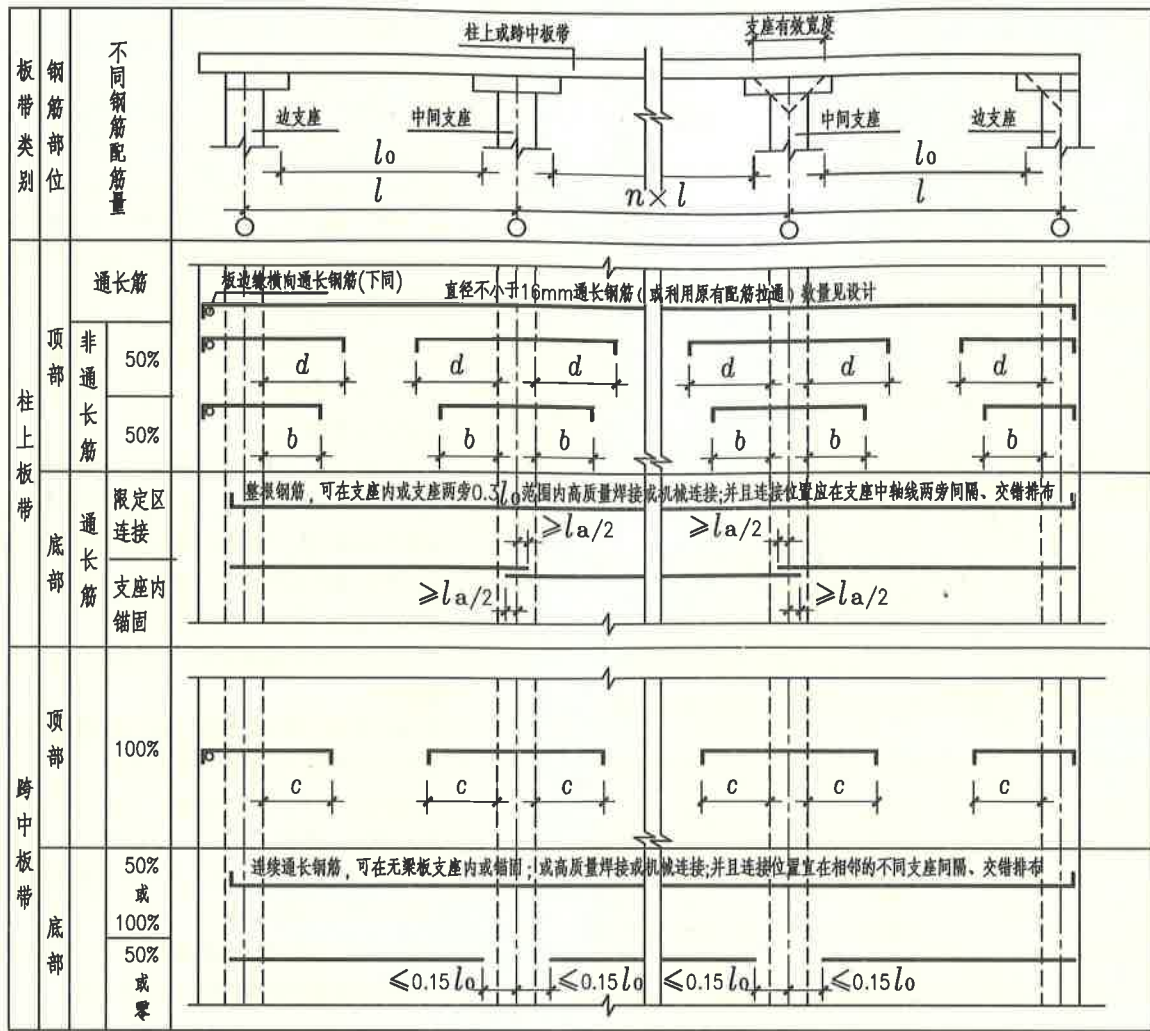 板带类别
钢筋部位
不同钢筋配筋量
柱上或跨中板带
支座有效宽度
边支座
中间支座
中间支座
边支座
l0
l0
l
n×l
l
柱上板带
顶部
通长筋
板边缘横向通长钢筋(下同)
直径不小于16mm通长钢筋(或利用原有配筋拉通)数量见设计
非通长筋
50%
d
d
d
d
d
d
50%
b
b
b
b
b
b
底部
通长筋
限定区连接
整根钢筋,可在支座内或支座两旁0.3l0范围内高质量焊接或机械连接;并且连接位置应在支座中轴线两旁间隔、交错排布
≥la/2
≥la/2
支座内锚固
≥la/2
≥la/2
跨中板带
顶部
100%
c
c
c
c
c
c
底部
50%
或
100%
连续通长钢筋,可在无梁板支座内或锚固;或高质量焊接或机械连接;并且连接位置宜在相邻的不同支座间隔、交错排布
50%
或
零
≤0.15l0
≤0.15l0
≤0.15l0
≤0.15l0